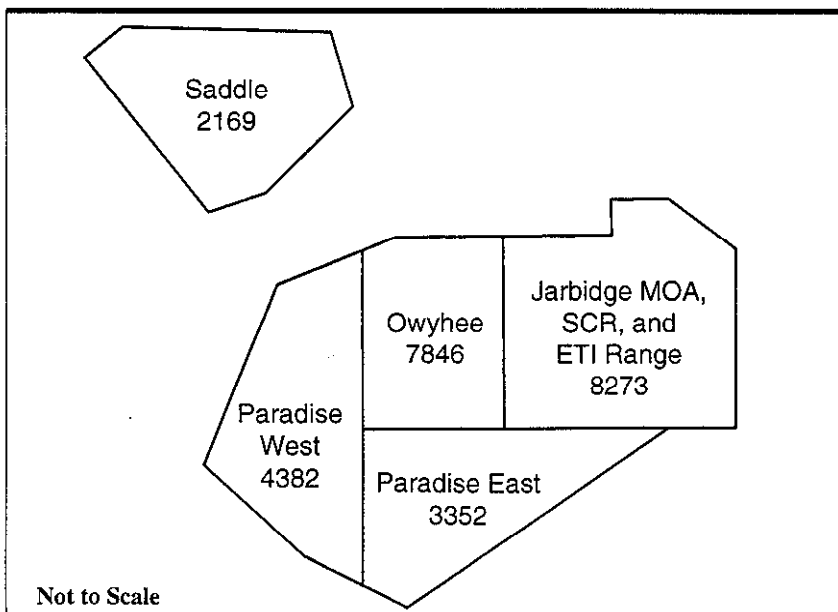 Saddle
2169
Jarbidge MOA,
SCR, and
ETI Range
8273
Owyhee
7846
Paradise
West
4382
Paradise East
3352
Not to Scale